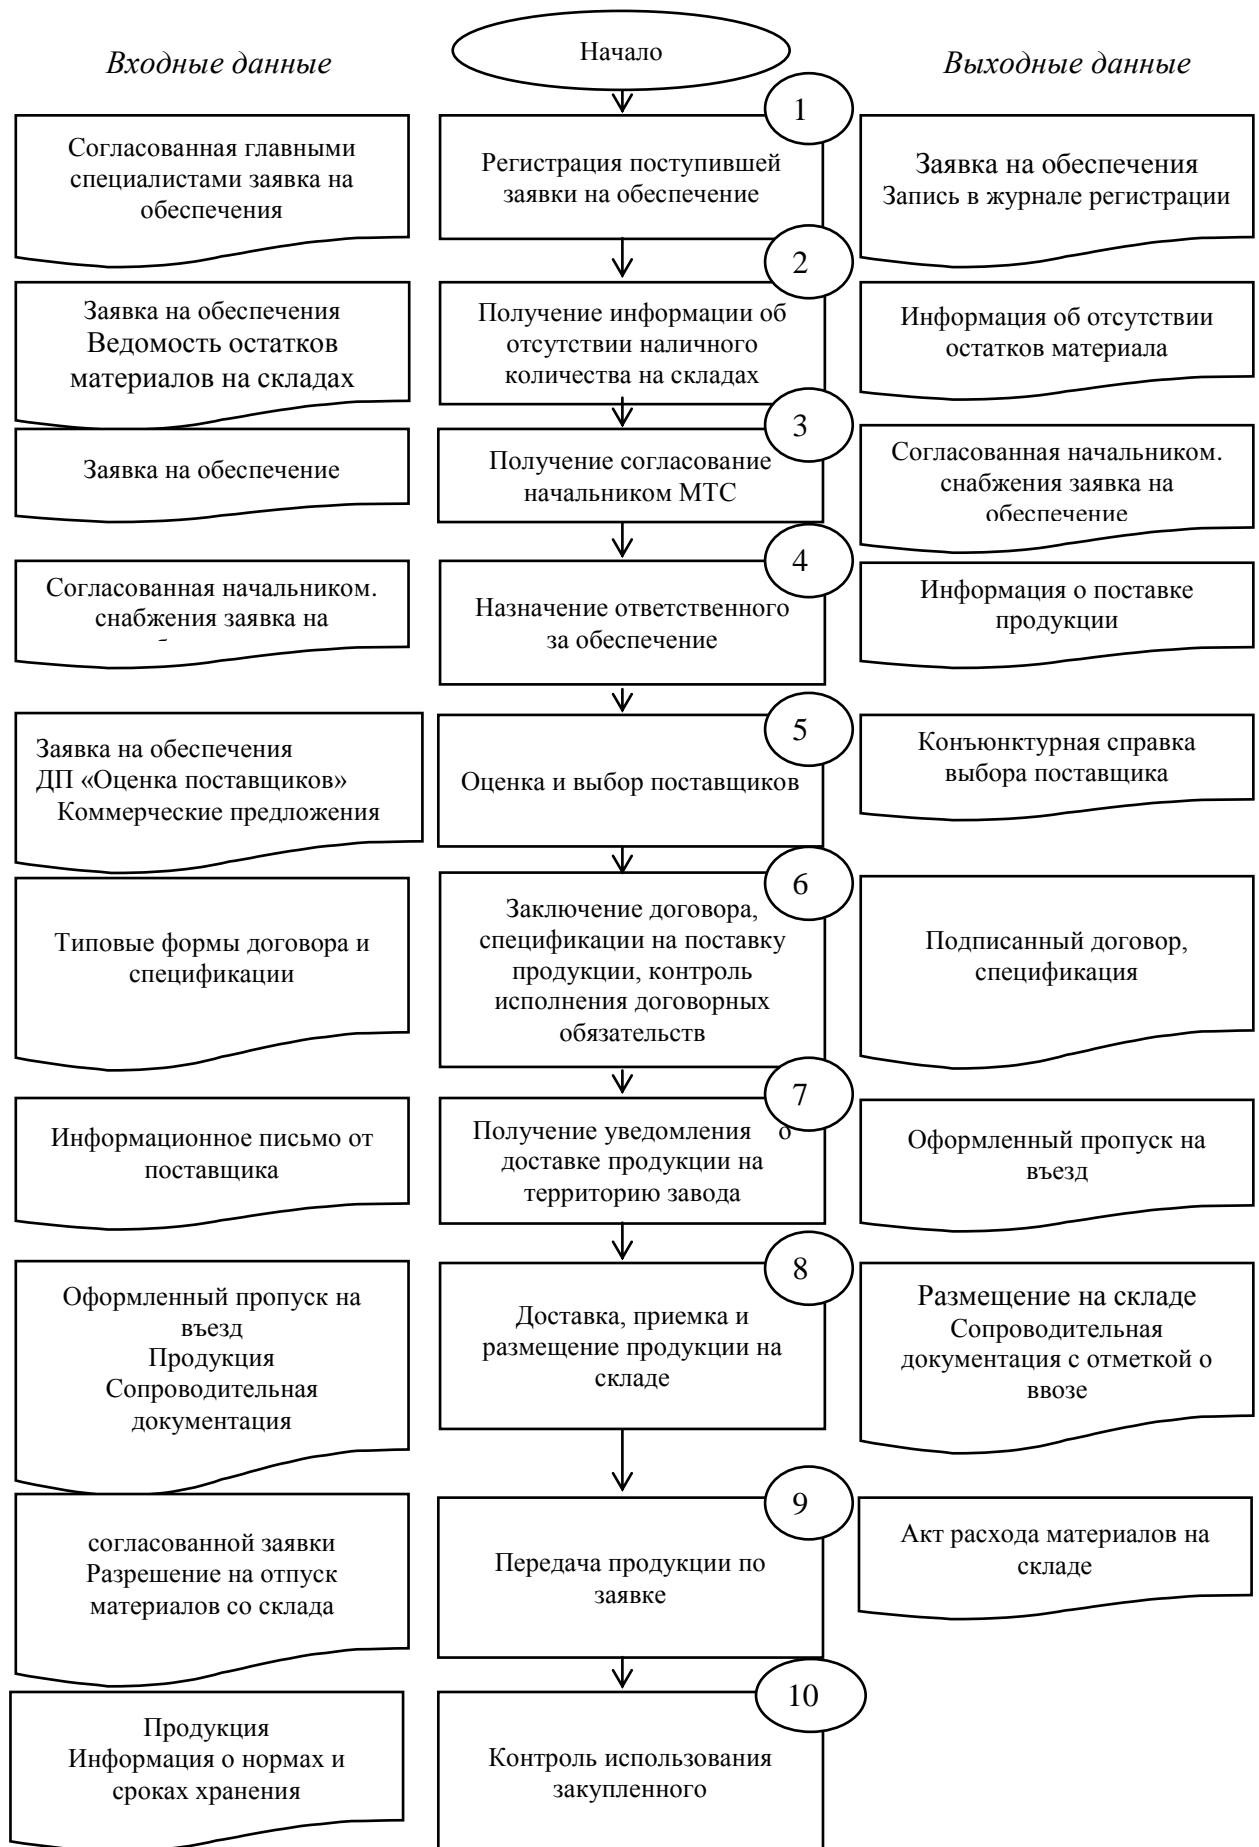 Входные данные
Начало
Выходные данные
1
Согласованная главными
специалистами заявка на
обеспечения
Регистрация поступившей
заявки на обеспечение
Заявка на обеспечения
Запись в журнале регистрации
2
Заявка на обеспечения
Ведомость остатков
материалов на складах
Получение информации об
отсутствии наличного
количества на складах
Информация об отсутствии
остатков материала
3
Заявка на обеспечение
Получение согласование
начальником МТС
Согласованная начальником.
снабжения заявка на
обеспечение
4
Согласованная начальником.
снабжения заявка на
Назначение ответственного
за обеспечение
Информация о поставке
продукции
5
Заявка на обеспечения
ДП «Оценка поставщиков»
Коммерческие предложения
Оценка и выбор поставщиков
Конъюнктурная справка
выбора поставщика
6
Типовые формы договора и
спецификации
Заключение договора,
спецификации на поставку
продукции, контроль
исполнения договорных
обязательств
Подписанный договор,
спецификация
7
Информационное письмо от
поставщика
Получение уведомления о
доставке продукции на
территорию завода
Оформленный пропуск на
въезд
8
Оформленный пропуск на
въезд
Продукция
Сопроводительная
документация
Доставка, приемка и
размещение продукции на
складе
Размещение на складе
Сопроводительная
документация с отметкой о
ввозе
9
согласованной заявки
Разрешение на отпуск
материалов со склада
Передача продукции по
заявке
Акт расхода материалов на
складе
10
Продукция
Информация о нормах и
сроках хранения
Контроль использования
закупленного